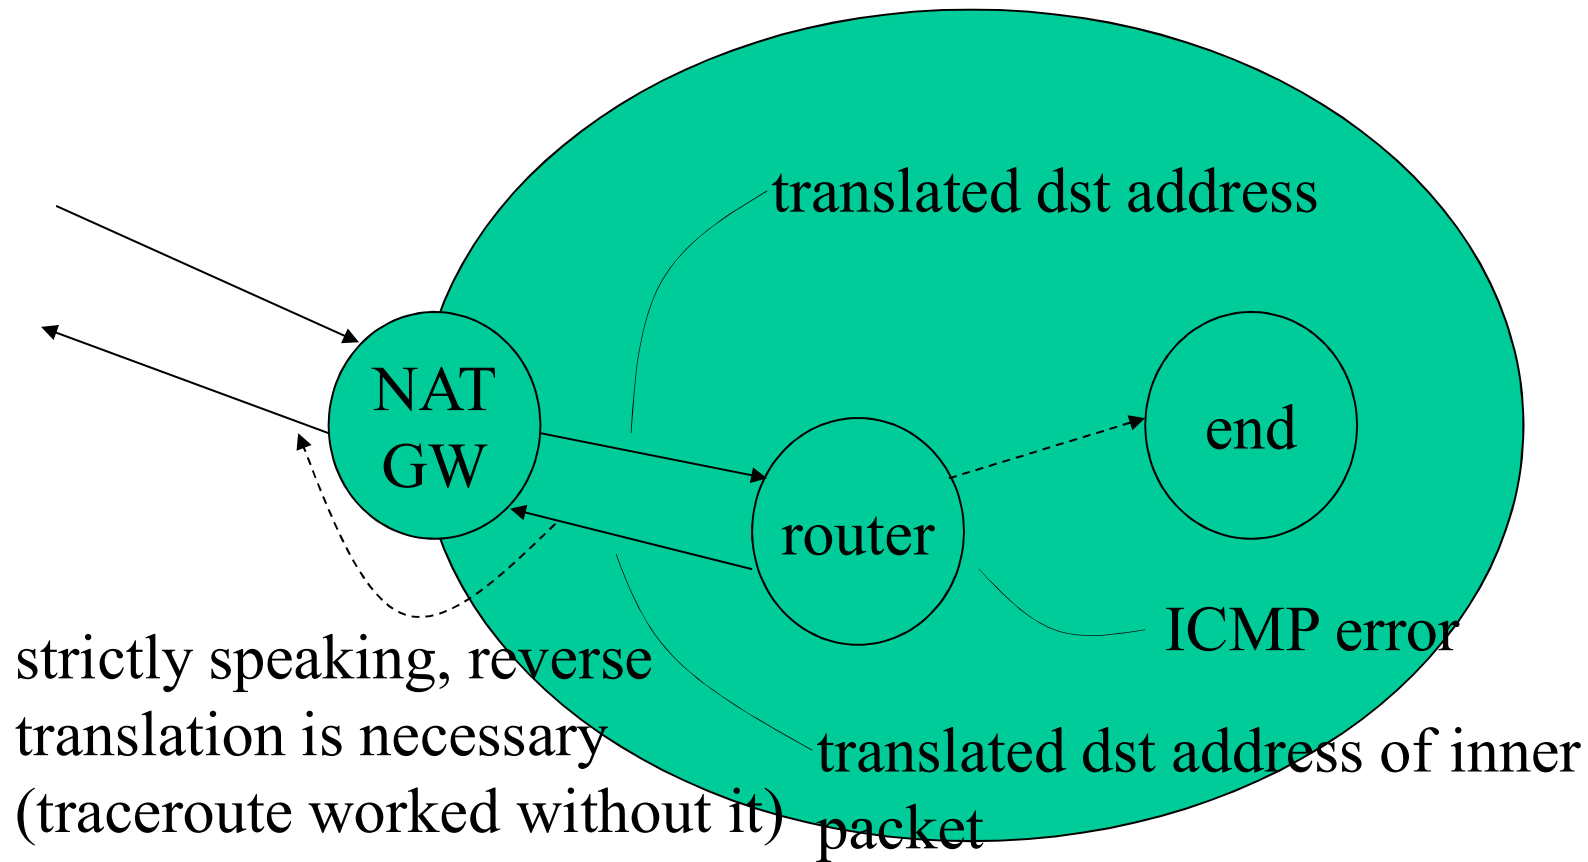 translated dst address
NAT
GW
end
router
ICMP error
strictly speaking, reverse
translation is necessary
(traceroute worked without it)
translated dst address of inner
packet